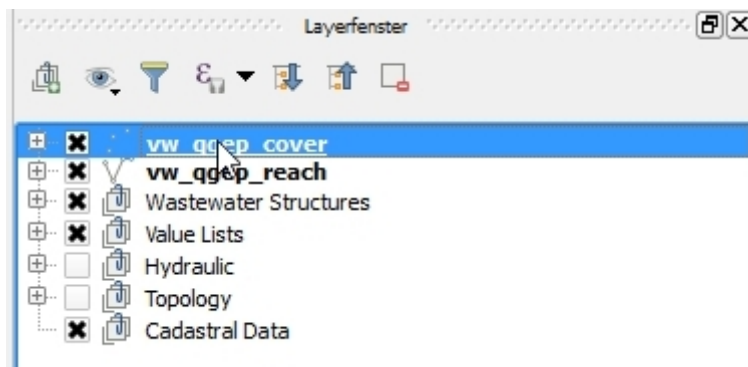 Layerfenster
vw_qgep_cover
vw_qgep_reach
Wastewater Structures
Value Lists
Hydraulic
Topology
Cadastral Data